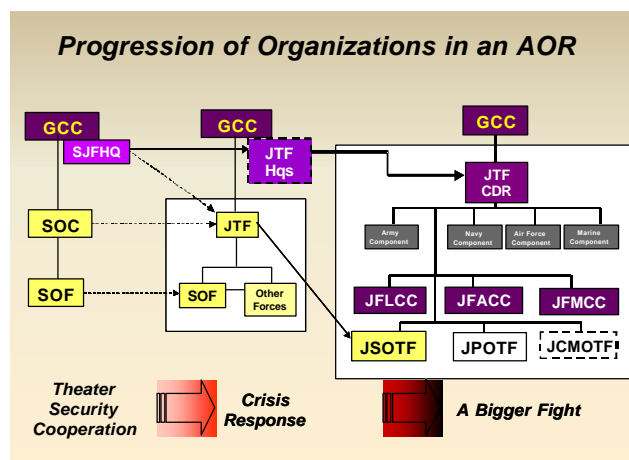 Progression of Organizations in an AOR
GCC
SJFHQ
SOC
SOF
GCC
JTF
Hqs
JTF
SOF
Other
Forces
GCC
JTF
CDR
Army
Component
Navy
Component
Air Force
Component
Marine
Component
JFLCC
JFACC
JFMCC
JSOTF
JPOTF
JCMOTF
Theater
Security
Cooperation
Crisis
Response
A Bigger Fight